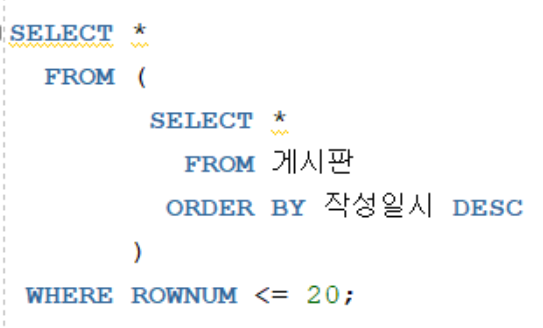 SELECT *
FROM (
SELECT *
FROM 게시판
ORDER BY 작성일시 DESC
)
WHERE ROWNUM <= 20;